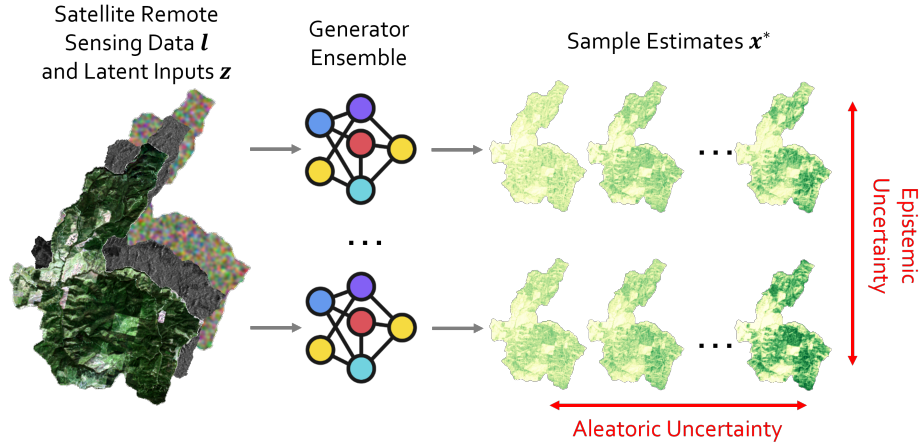 Satellite Remote
Sensing Data l
and Latent Inputs z
Generator
Ensemble
Sample Estimates x*
...
...
...
Epistemic
Uncertainty
Aleatoric Uncertainty